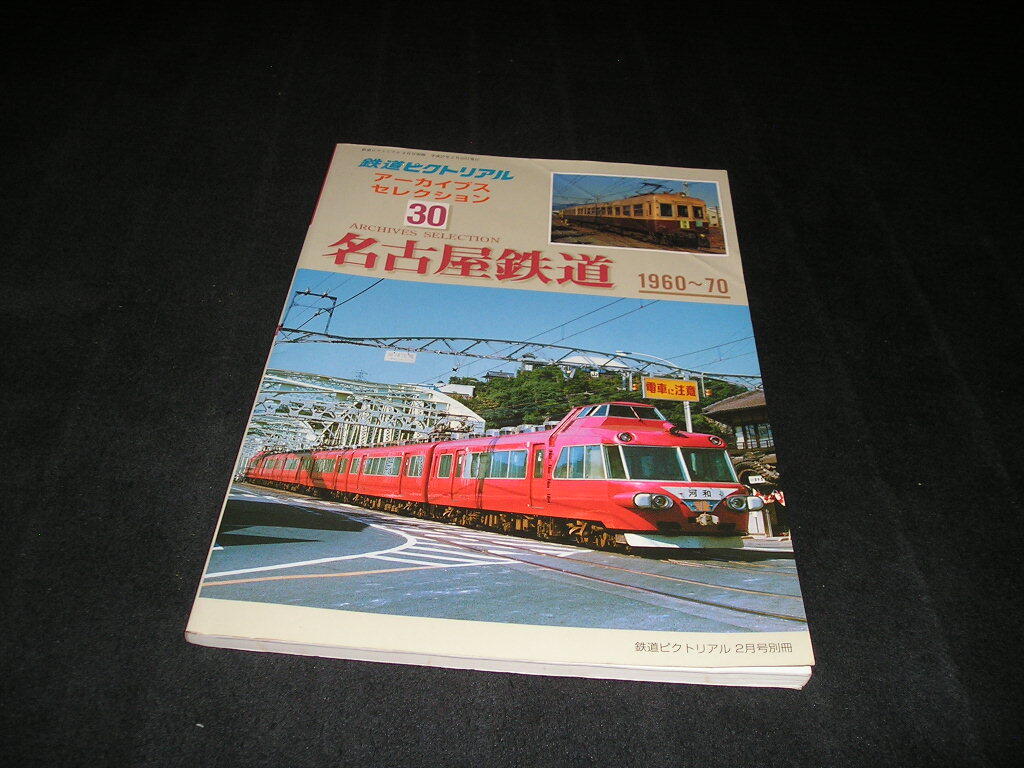 鉄道ピクトリアル
アーカイブス
セレクション
30
ARCHIVES SELECTION
名古屋鉄道
1960～70
電車に注意
河和
鉄道ピクトリアル 2月号別冊